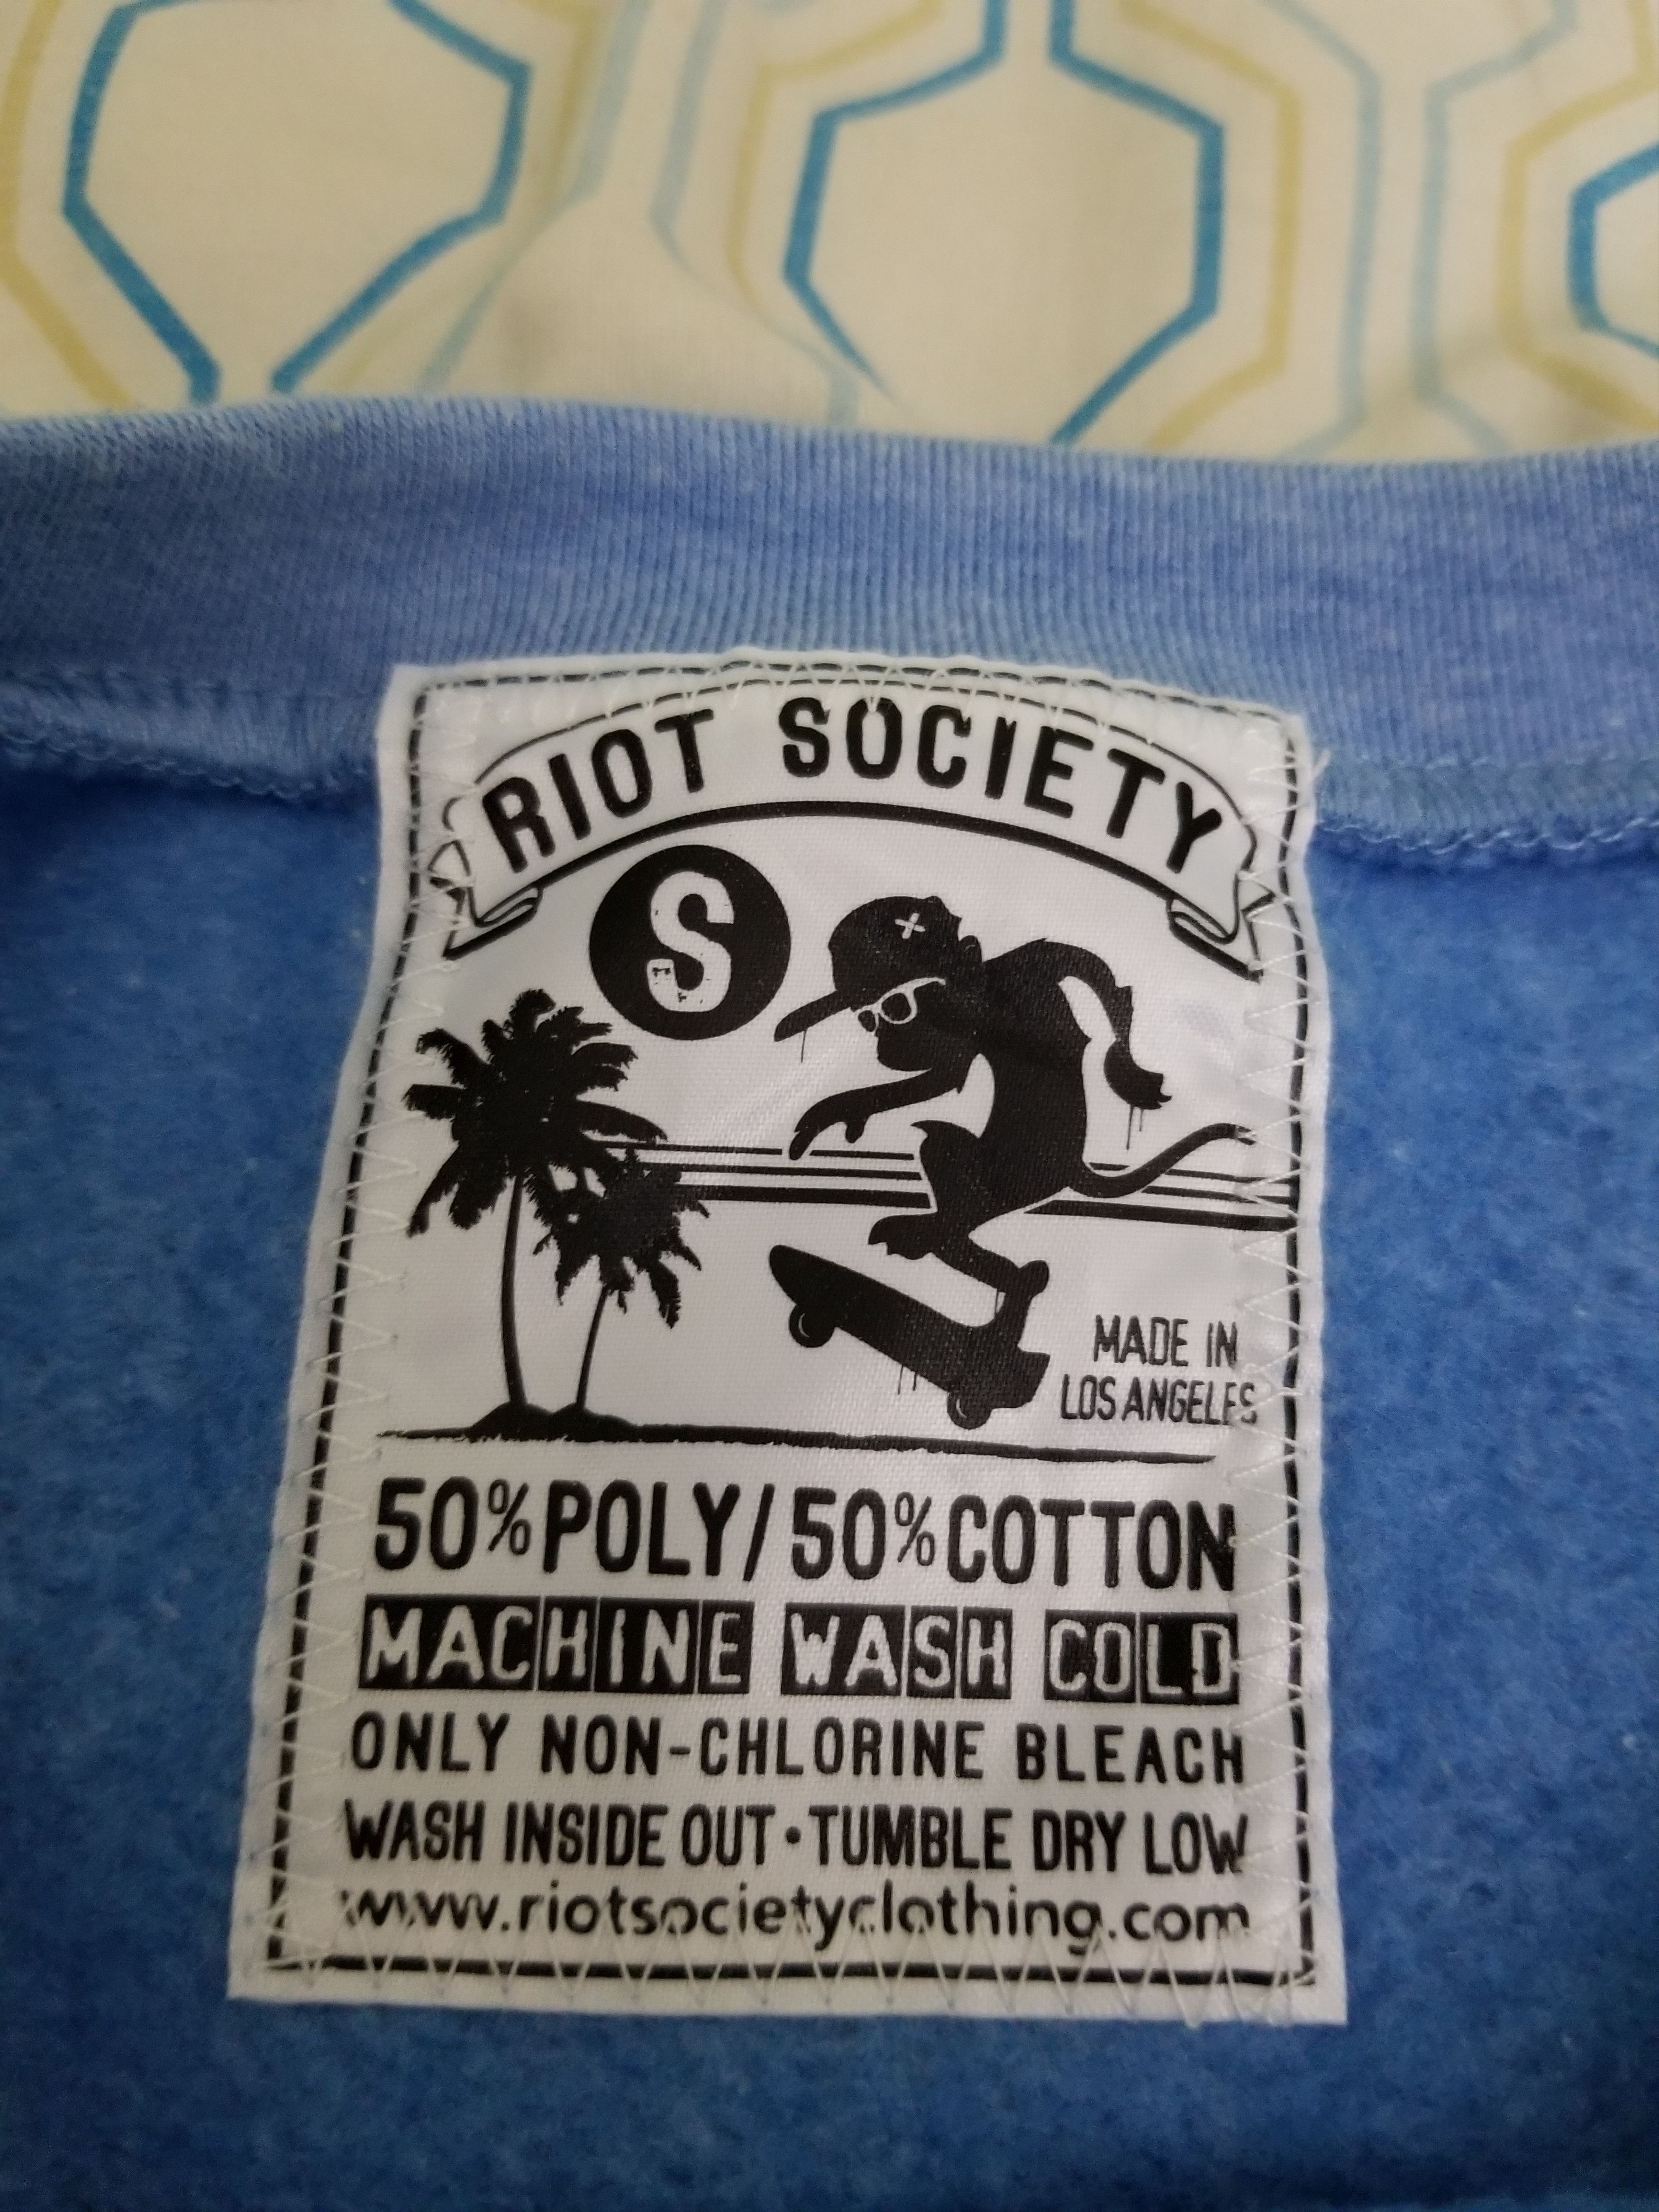 RIOT SOCIETY
S
MADE IN
LOS ANGELES
50% POLY/50% COTTON
MACHINE WASH COLD
ONLY NON-CHLORINE BLEACH
WASH INSIDE OUT • TUMBLE DRY LOW
www.riotsocietyclothing.com